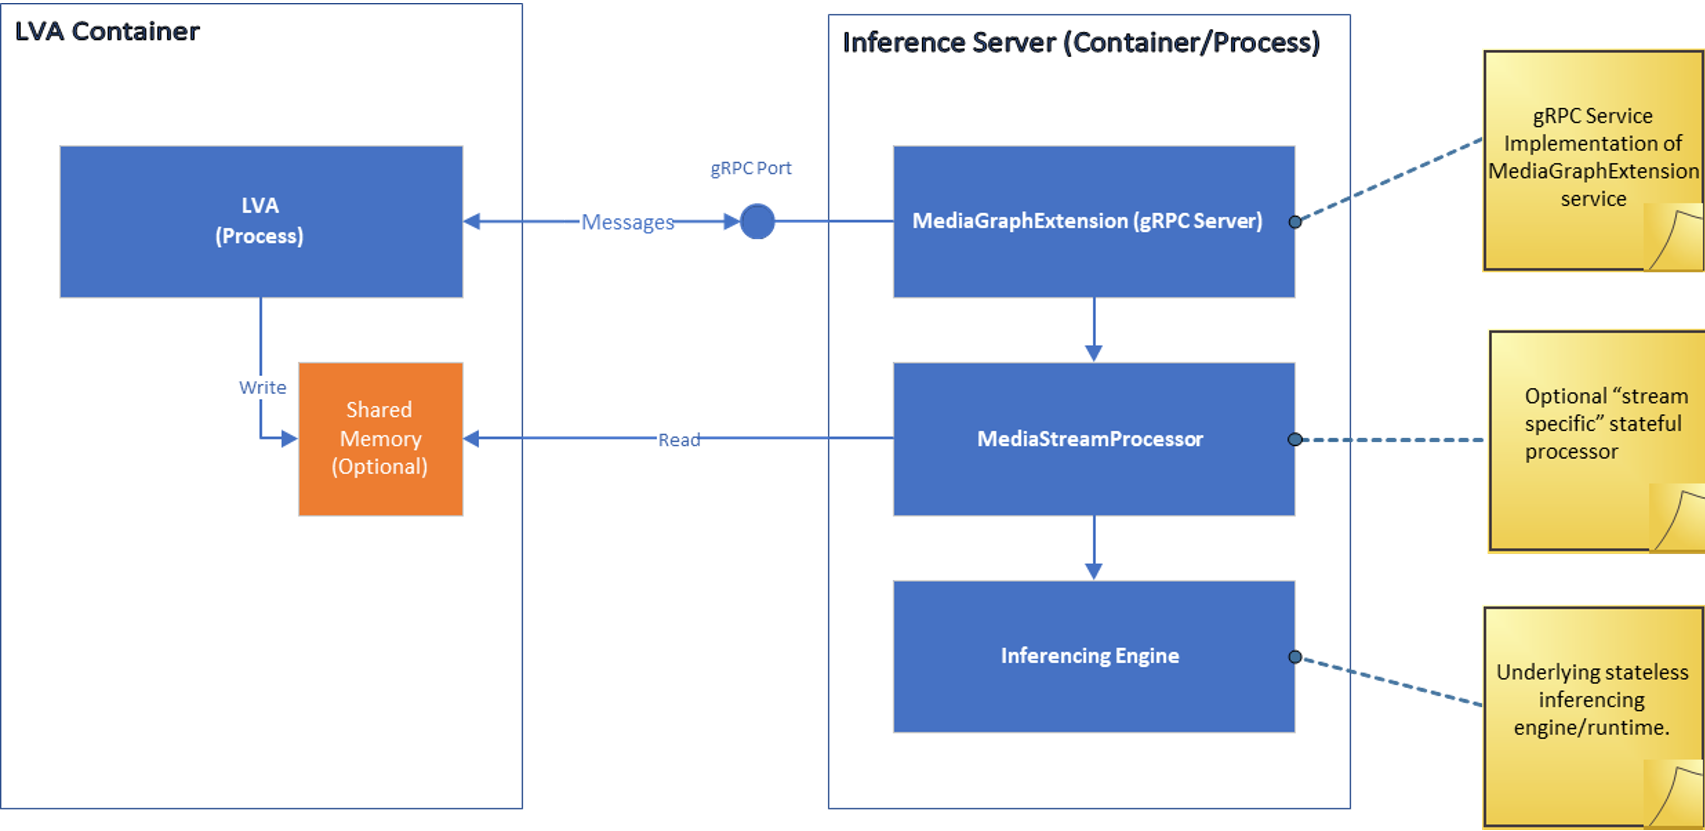 LVA Container
Inference Server (Container/Process)
LVA
(Process)
Messages
gRPC Port
MediaGraphExtension (gRPC Server)
gRPC Service
Implementation of
MediaGraphExtension
service
Write
Shared
Memory
(Optional)
Read
MediaStreamProcessor
Optional “stream
specific” stateful
processor
Inferencing Engine
Underlying stateless
inferencing
engine/runtime.